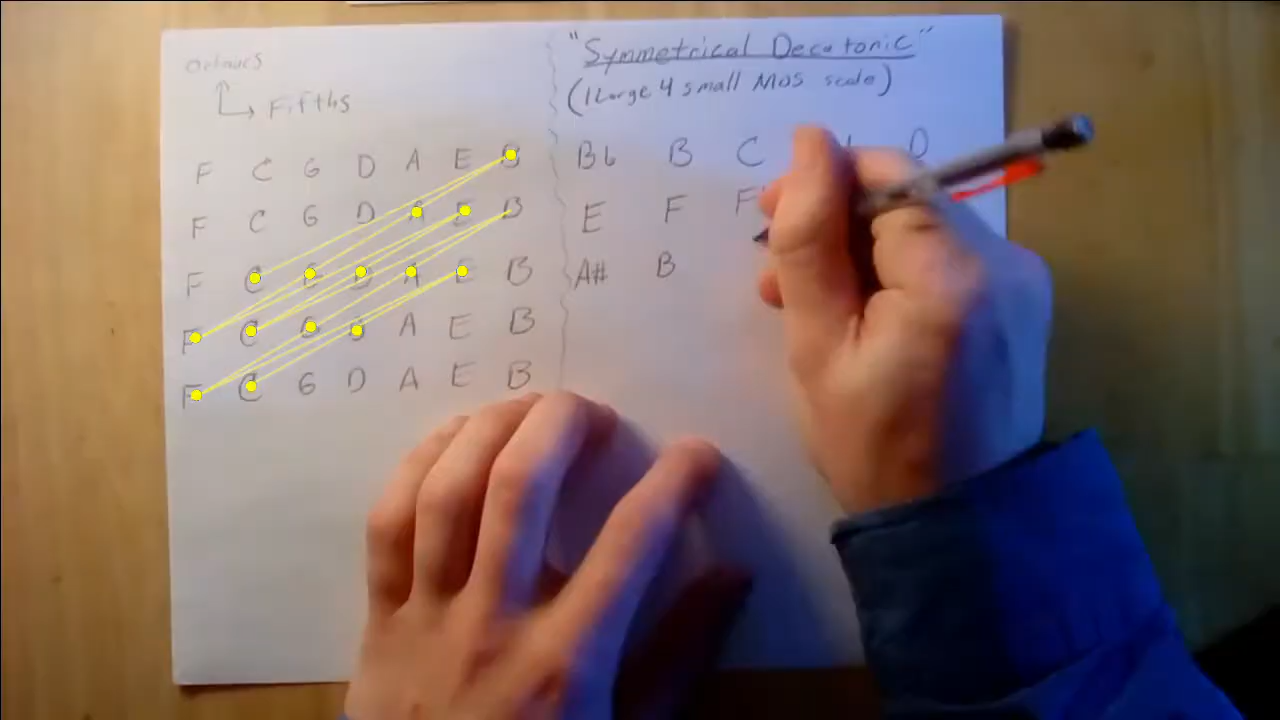 Octaves
Fifths
F C G D A E B
F C G D A E B
F C G D A E B
F C G D A E B
F C G D A E B
"Symmetrical Decatonic"
(1 Large 4 small MOS scale)
Bb B C D
E F
A# B